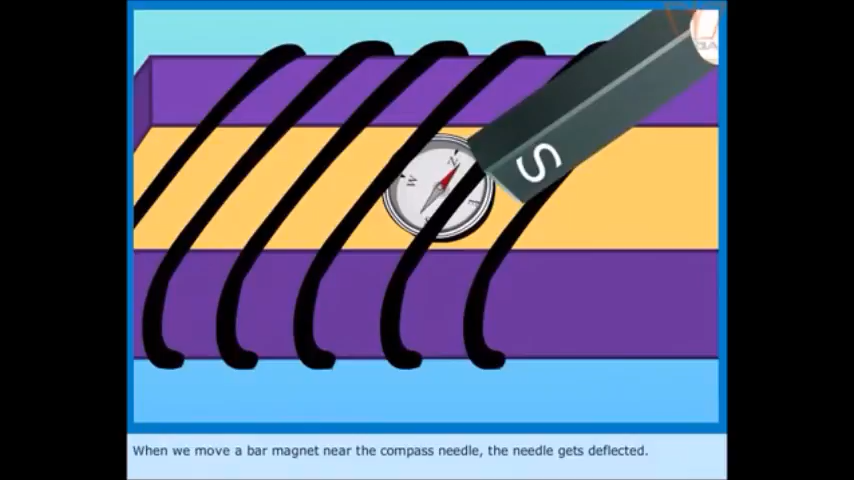 N
W
E
S
S
When we move a bar magnet near the compass needle, the needle gets deflected.